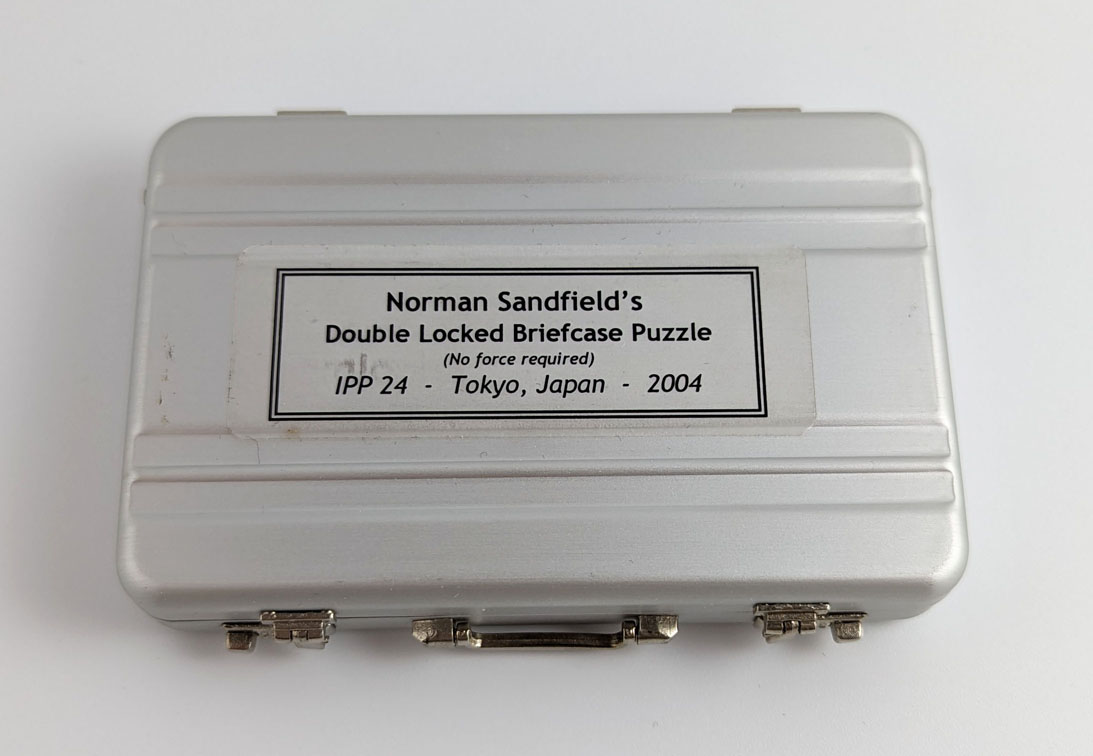 Norman Sandfield's
Double Locked Briefcase Puzzle
(No force required)
IPP 24 - Tokyo, Japan - 2004